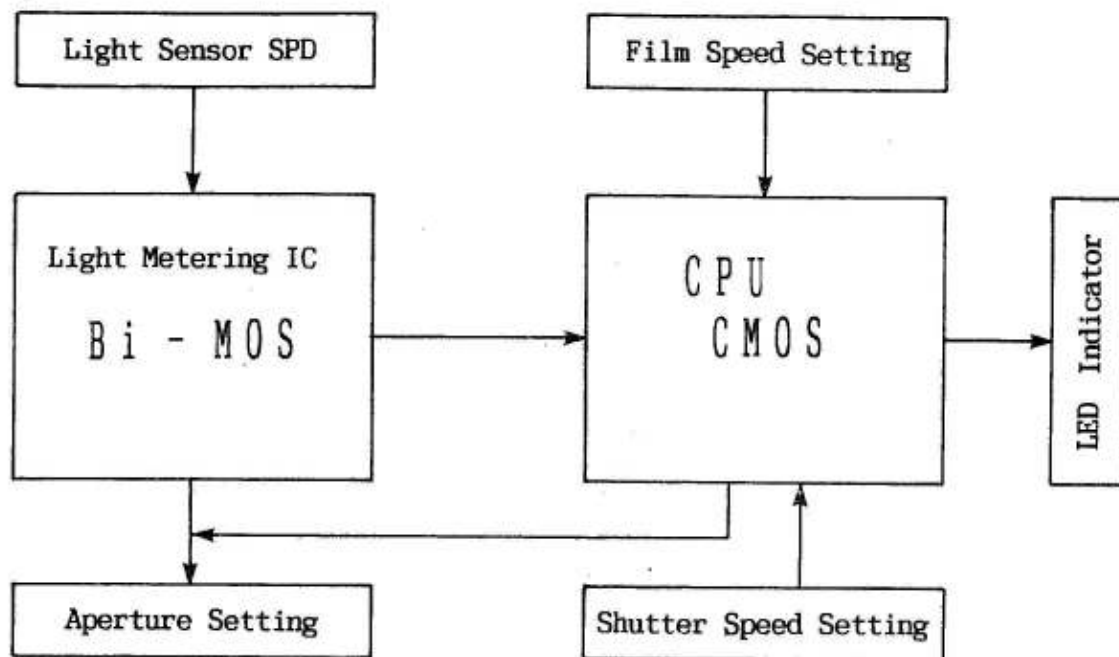 Light Sensor SPD
Film Speed Setting
Light Metering IC
Bi - MOS
CPU
CMOS
LED Indicator
Aperture Setting
Shutter Speed Setting